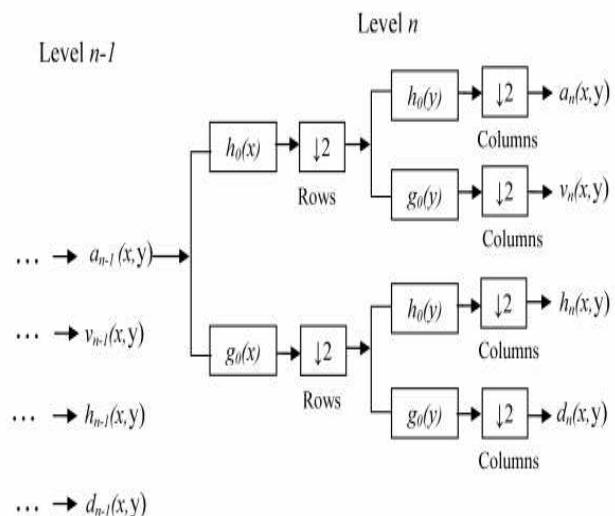 Level n
Level n-1
h₀(y) ↓2 aₙ(x,y)
Columns
h₀(x) ↓2
Rows
g₀(y) ↓2 vₙ(x,y)
Columns
... aₙ₋₁(x,y)
h₀(y) ↓2 hₙ(x,y)
Columns
... vₙ₋₁(x,y)
g₀(x) ↓2
Rows
... hₙ₋₁(x,y)
g₀(y) ↓2 dₙ(x,y)
Columns
... dₙ₋₁(x,y)